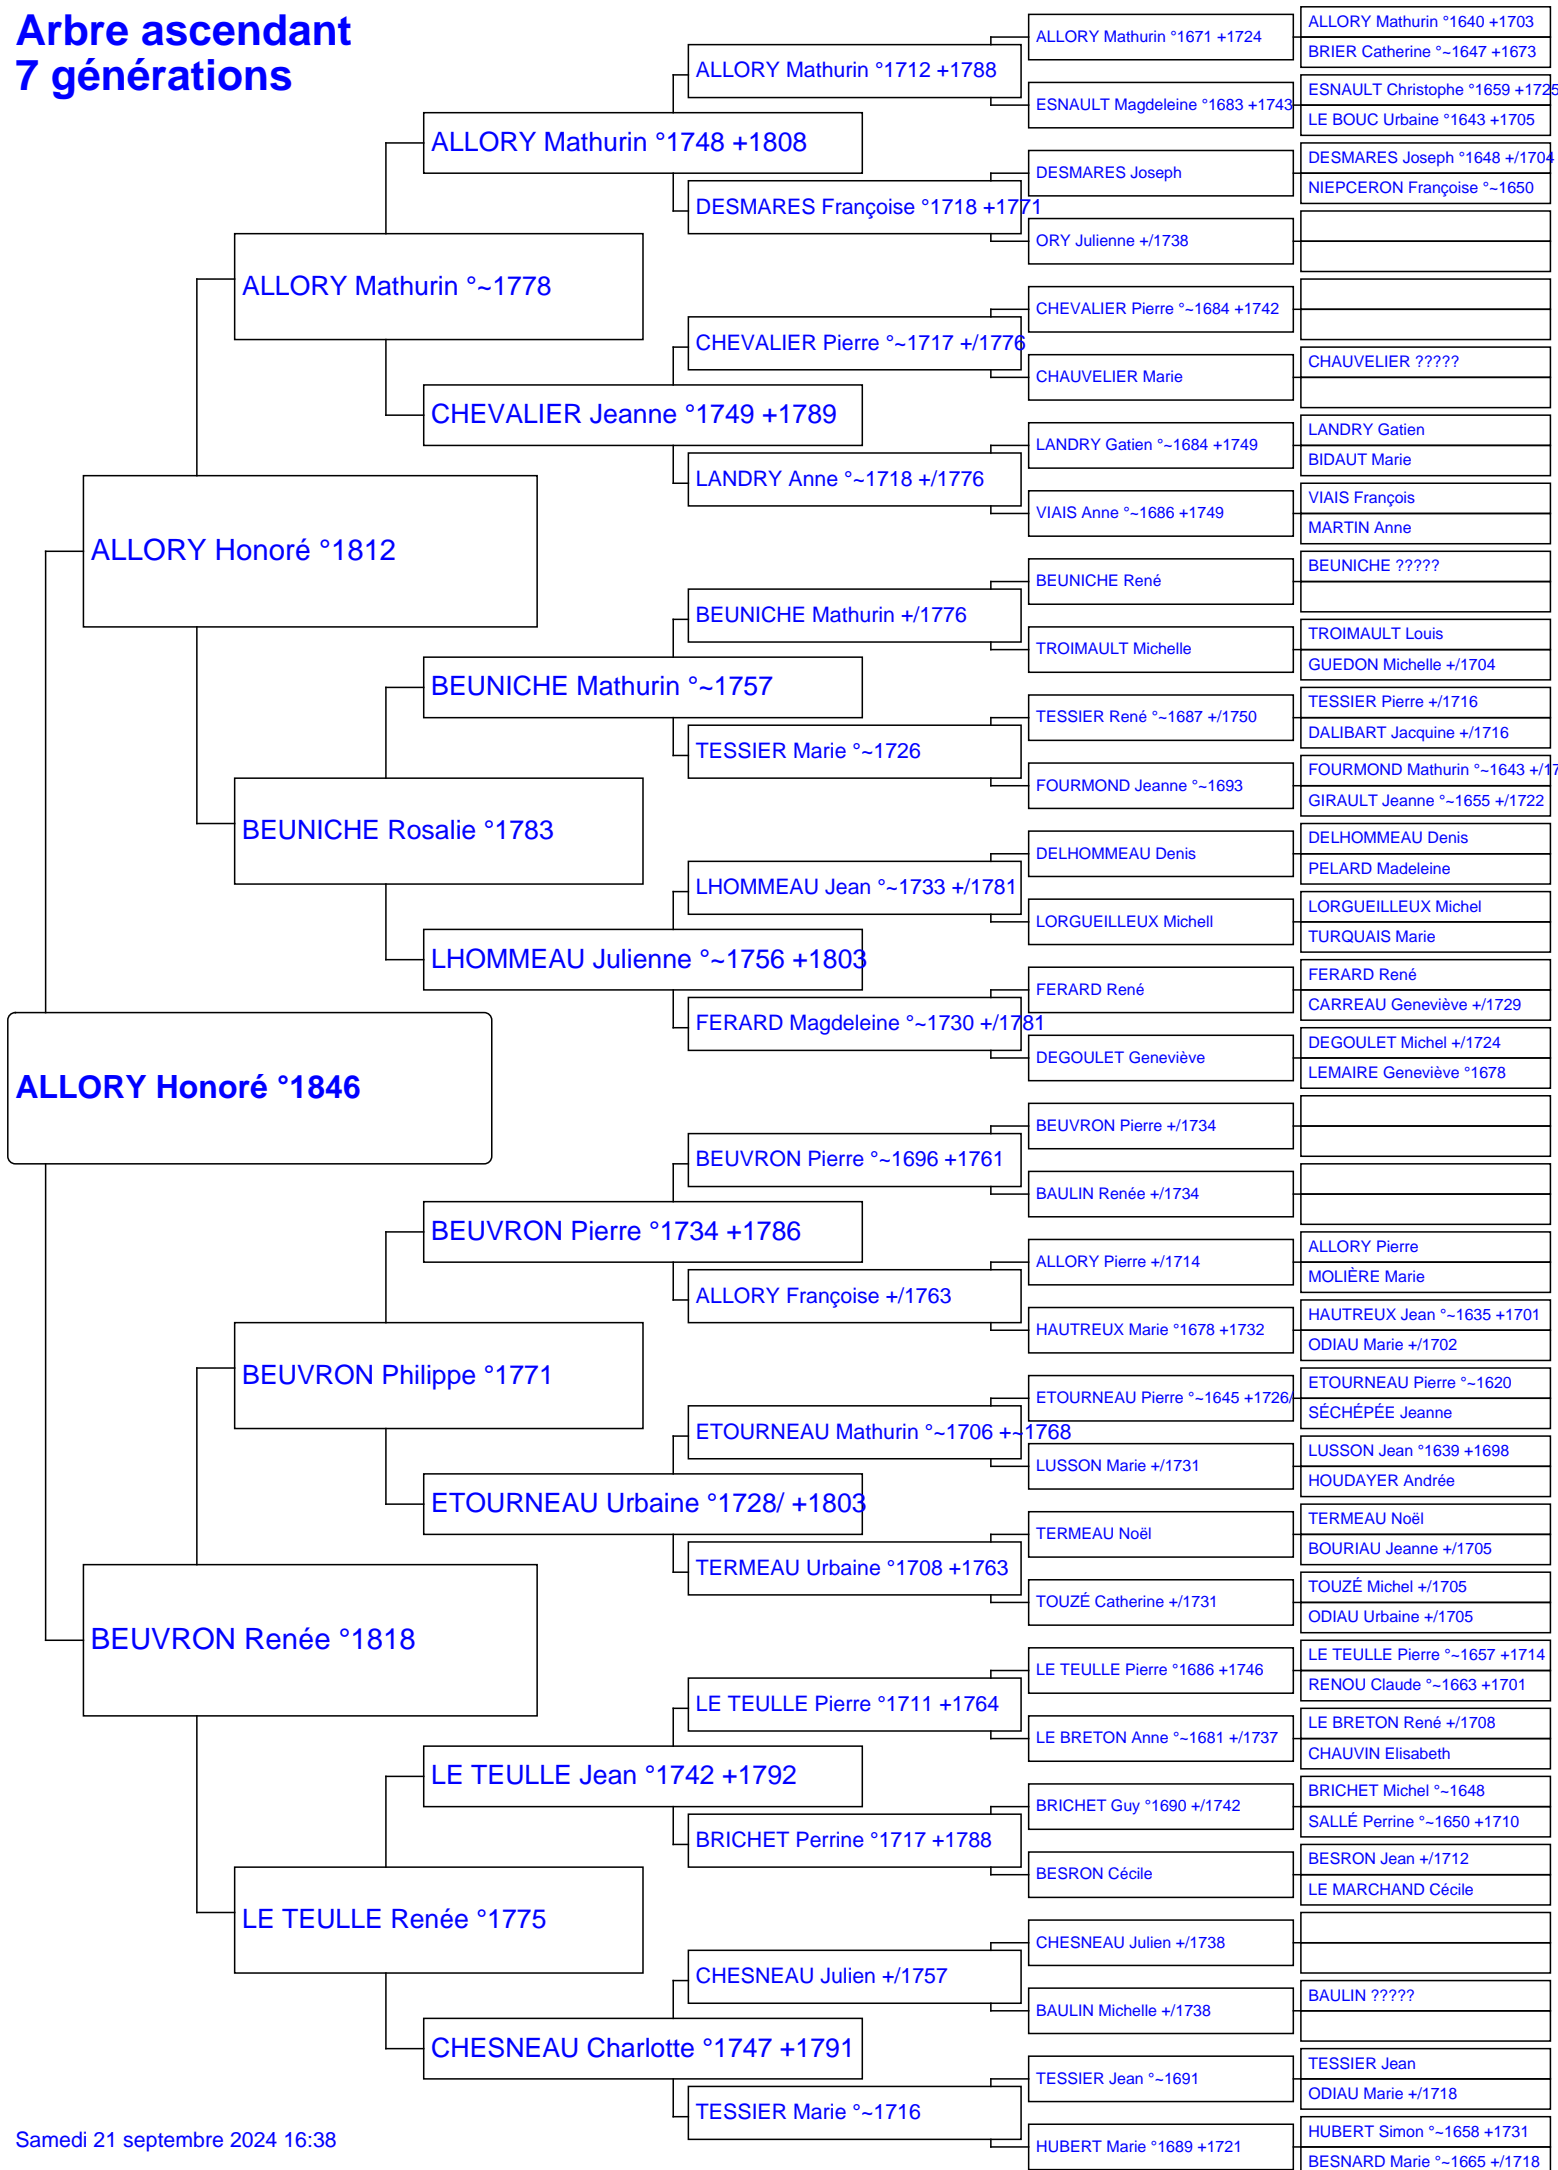 Arbre ascendant
7 générations
ALLORY Honoré °1846
ALLORY Honoré °1812
BEUVRON Renée °1818
ALLORY Mathurin °~1778
BEUNICHE Rosalie °1783
BEUVRON Philippe °1771
LE TEULLE Renée °1775
ALLORY Mathurin °1748 +1808
CHEVALIER Jeanne °1749 +1789
BEUNICHE Mathurin °~1757
LHOMMEAU Julienne °~1756 +1803
BEUVRON Pierre °1734 +1786
ETOURNEAU Urbaine °1728/ +1803
LE TEULLE Jean °1742 +1792
CHESNEAU Charlotte °1747 +1791
ALLORY Mathurin °1712 +1788
DESMARES Françoise °1718 +1771
CHEVALIER Pierre °~1717 +/1776
LANDRY Anne °~1718 +/1776
BEUNICHE Mathurin +/1776
TESSIER Marie °~1726
LHOMMEAU Jean °~1733 +/1781
FERARD Magdeleine °~1730 +/1781
BEUVRON Pierre °~1696 +1761
ALLORY Françoise +/1763
ETOURNEAU Mathurin °~1706 +~1768
TERMEAU Urbaine °1708 +1763
LE TEULLE Pierre °1711 +1764
BRICHET Perrine °1717 +1788
CHESNEAU Julien +/1757
TESSIER Marie °~1716
ALLORY Mathurin °1671 +1724
ESNAULT Magdeleine °1683 +1743
DESMARES Joseph
ORY Julienne +/1738
CHEVALIER Pierre °~1684 +1742
CHAUVELIER Marie
LANDRY Gatien °~1684 +1749
VIAIS Anne °~1686 +1749
BEUNICHE René
TROIMAULT Michelle
TESSIER René °~1687 +/1750
FOURMOND Jeanne °~1693
DELHOMMEAU Denis
LORGUEILLEUX Michell
FERARD René
DEGOULET Geneviève
BEUVRON Pierre +/1734
BAULIN Renée +/1734
ALLORY Pierre +/1714
HAUTREUX Marie °1678 +1732
ETOURNEAU Pierre °~1645 +1726/
LUSSON Marie +/1731
TERMEAU Noël
TOUZÉ Catherine +/1731
LE TEULLE Pierre °1686 +1746
LE BRETON Anne °~1681 +/1737
BRICHET Guy °1690 +/1742
BESRON Cécile
CHESNEAU Julien +/1738
BAULIN Michelle +/1738
TESSIER Jean °~1691
HUBERT Marie °1689 +1721
ALLORY Mathurin °1640 +1703
BRIER Catherine °~1647 +1673
ESNAULT Christophe °1659 +1725
LE BOUC Urbaine °1643 +1705
DESMARES Joseph °1648 +/1704
NIEPCERON Françoise °~1650
CHAUVELIER ?????
LANDRY Gatien
BIDAUT Marie
VIAIS François
MARTIN Anne
BEUNICHE ?????
TROIMAULT Louis
GUEDON Michelle +/1704
TESSIER Pierre +/1716
DALIBART Jacquine +/1716
FOURMOND Mathurin °~1643 +/17
GIRAULT Jeanne °~1655 +/1722
DELHOMMEAU Denis
PELARD Madeleine
LORGUEILLEUX Michel
TURQUAIS Marie
FERARD René
CARREAU Geneviève +/1729
DEGOULET Michel +/1724
LEMAIRE Geneviève °1678
ALLORY Pierre
MOLIÈRE Marie
HAUTREUX Jean °~1635 +1701
ODIAU Marie +/1702
ETOURNEAU Pierre °~1620
SÉCHÉPÉE Jeanne
LUSSON Jean °1639 +1698
HOUDAYER Andrée
TERMEAU Noël
BOURIAU Jeanne +/1705
TOUZÉ Michel +/1705
ODIAU Urbaine +/1705
LE TEULLE Pierre °~1657 +1714
RENOU Claude °~1663 +1701
LE BRETON René +/1708
CHAUVIN Elisabeth
BRICHET Michel °~1648
SALLÉ Perrine °~1650 +1710
BESRON Jean +/1712
LE MARCHAND Cécile
BAULIN ?????
TESSIER Jean
ODIAU Marie +/1718
HUBERT Simon °~1658 +1731
BESNARD Marie °~1665 +/1718
Samedi 21 septembre 2024 16:38